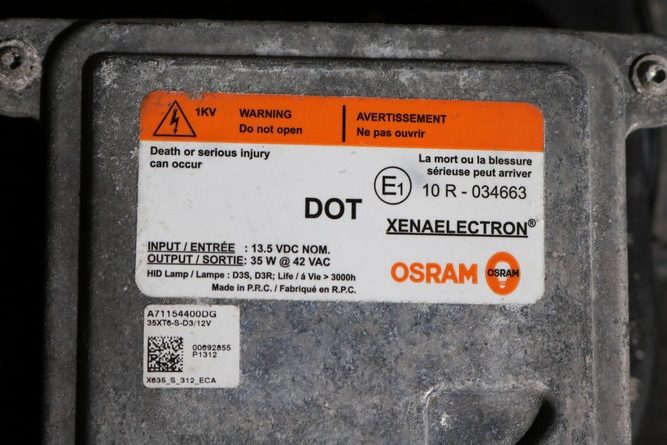 1KV WARNING AVERTISSEMENT
Do not open Ne pas ouvrir
Death or serious injury
can occur
La mort ou la blessure
sérieuse peut arriver
E1 10 R - 034663
DOT
XENAELECTRON®
INPUT / ENTRÉE : 13.5 VDC NOM.
OUTPUT / SORTIE: 35 W @ 42 VAC
HID Lamp / Lampe : D3S, D3R; Life / á Vie > 3000h
Made in P.R.C. / Fabriqué en R.P.C.
OSRAM OSRAM
A71154400DG
35XT6-S-D3/12V
00692855
P1312
X635_S_312_ECA